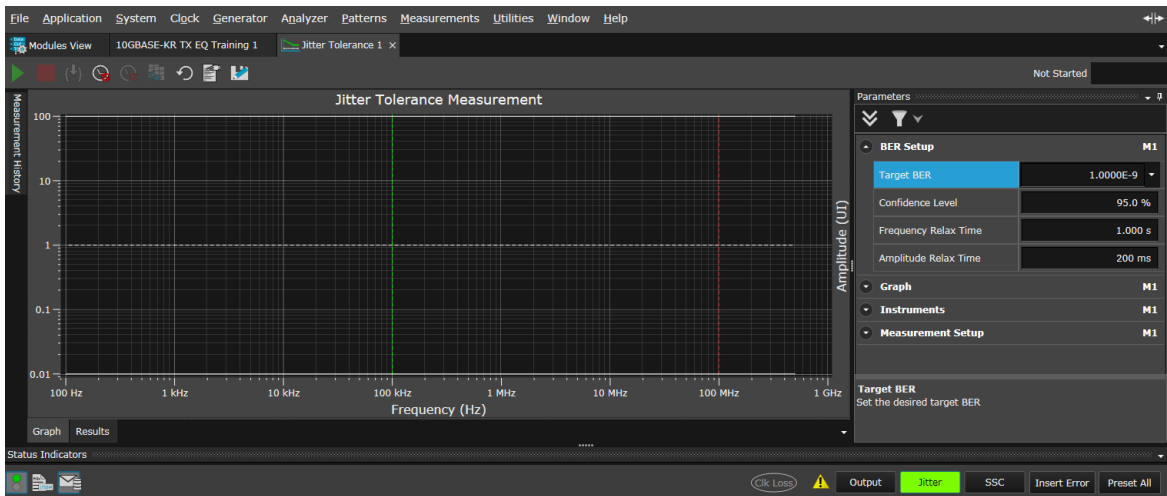 File Application System Clock Generator Analyzer Patterns Measurements Utilities Window Help
Modules View 10GBASE-KR TX EQ Training 1 Jitter Tolerance 1
Not Started
Measurement History
Jitter Tolerance Measurement
100
10
1
0.1
0.01
100 Hz 1 kHz 10 kHz 100 kHz 1 MHz 10 MHz 100 MHz 1 GHz
Frequency (Hz)
Amplitude (UI)
Graph Results
Parameters
BER Setup M1
Target BER 1.0000E-9
Confidence Level 95.0 %
Frequency Relax Time 1.000 s
Amplitude Relax Time 200 ms
Graph M1
Instruments M1
Measurement Setup M1
Target BER
Set the desired target BER
Status Indicators
Clk Loss Output Jitter SSC Insert Error Preset All